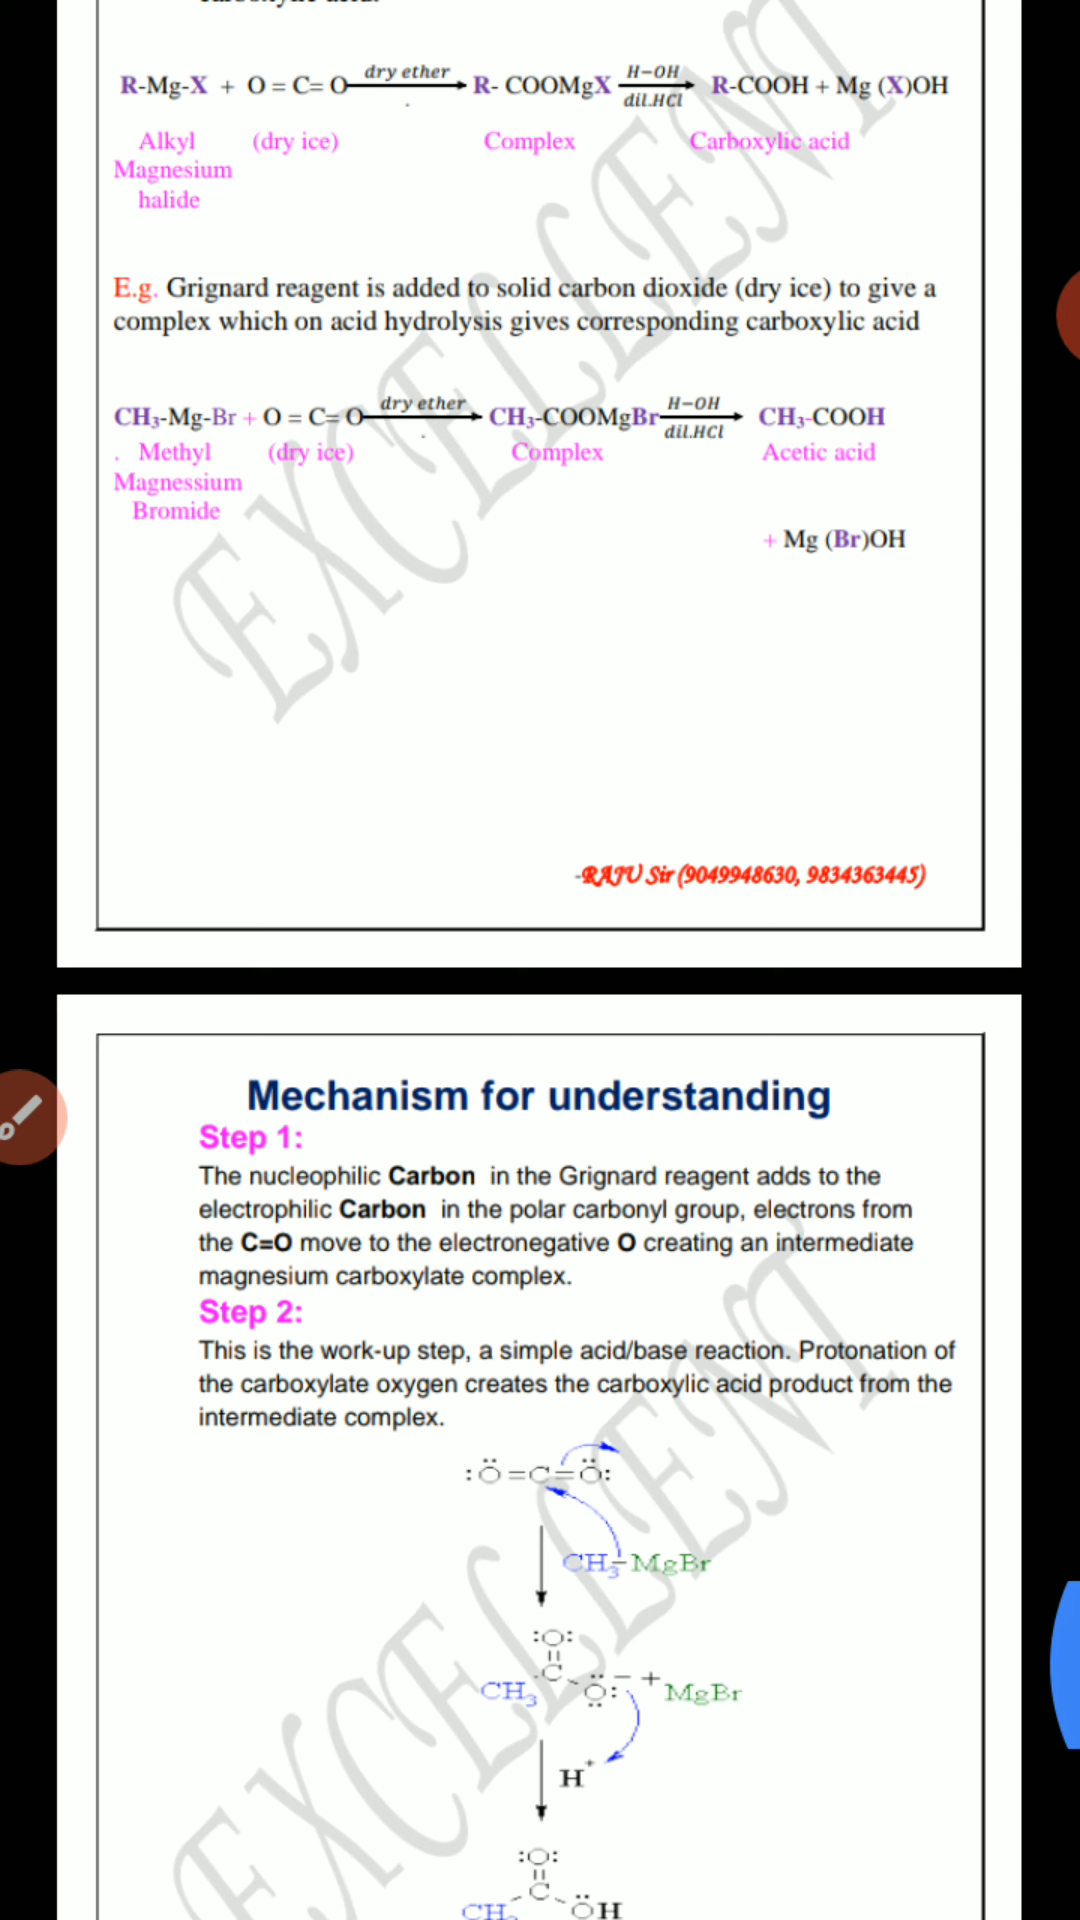 R-Mg-X + O = C= O dry ether R- COOMgX H−OH dil.HCl R-COOH + Mg (X)OH
Alkyl (dry ice) Complex Carboxylic acid
Magnesium
halide
E.g. Grignard reagent is added to solid carbon dioxide (dry ice) to give a
complex which on acid hydrolysis gives corresponding carboxylic acid
CH₃-Mg-Br + O = C= O dry ether CH₃-COOMgBr H−OH dil.HCl CH₃-COOH
. Methyl (dry ice) Complex Acetic acid
Magnessium
Bromide
+ Mg (Br)OH
-RAJU Sir (9049948630, 9834363445)
EXCELLENT
Mechanism for understanding
Step 1:
The nucleophilic Carbon in the Grignard reagent adds to the
electrophilic Carbon in the polar carbonyl group, electrons from
the C=O move to the electronegative O creating an intermediate
magnesium carboxylate complex.
Step 2:
This is the work-up step, a simple acid/base reaction. Protonation of
the carboxylate oxygen creates the carboxylic acid product from the
intermediate complex.
:Ö=C=Ö:
CH₃−MgBr
:O:
C
CH₃ Ö:− + MgBr
H⁺
:O:
C
CH₃ ÖH
EXCELLENT